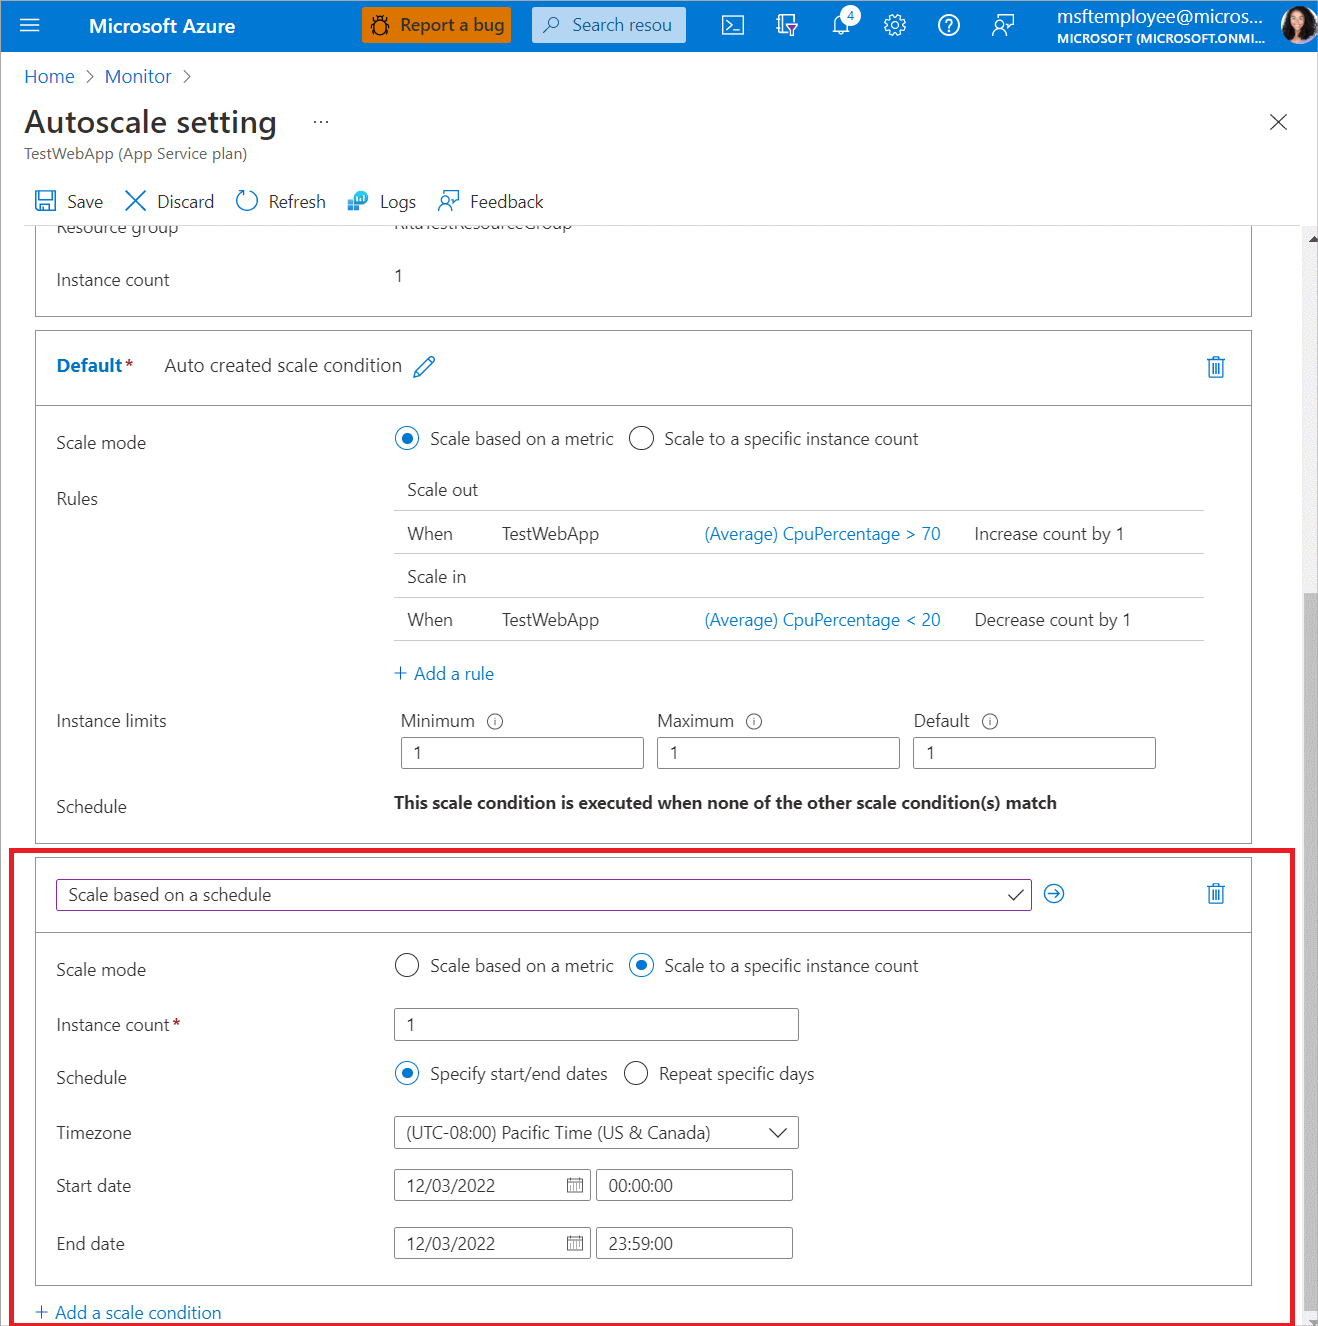 Microsoft Azure
Report a bug
Search resou
4
msftemployee@micros...
MICROSOFT (MICROSOFT.ONMI...
Home > Monitor >
Autoscale setting ...
TestWebApp (App Service plan)
Save Discard Refresh Logs Feedback
Resource group RitaTestResourceGroup
Instance count 1
Default* Auto created scale condition
Scale mode Scale based on a metric Scale to a specific instance count
Rules
Scale out
When TestWebApp (Average) CpuPercentage > 70 Increase count by 1
Scale in
When TestWebApp (Average) CpuPercentage < 20 Decrease count by 1
+ Add a rule
Instance limits Minimum Maximum Default
1 1 1
Schedule This scale condition is executed when none of the other scale condition(s) match
Scale based on a schedule
Scale mode Scale based on a metric Scale to a specific instance count
Instance count* 1
Schedule Specify start/end dates Repeat specific days
Timezone (UTC-08:00) Pacific Time (US & Canada)
Start date 12/03/2022 00:00:00
End date 12/03/2022 23:59:00
+ Add a scale condition